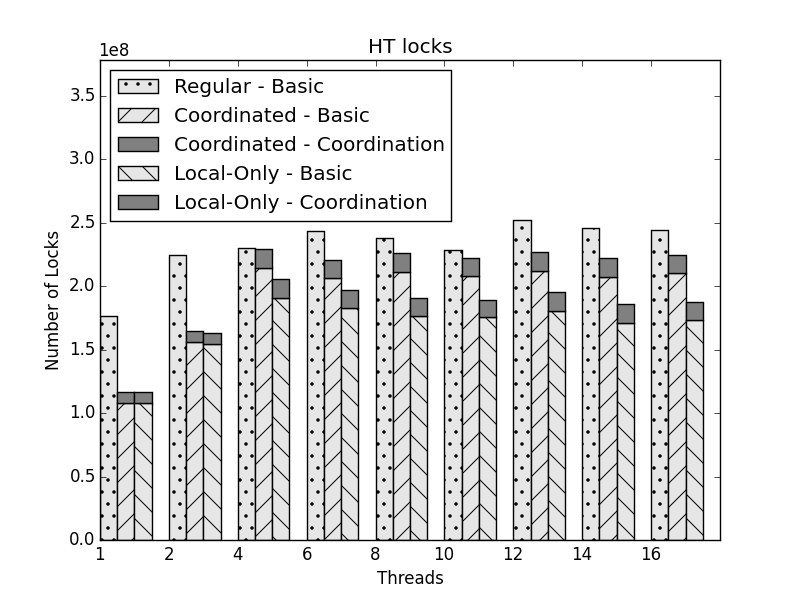 HT locks
1e8
Regular - Basic
Coordinated - Basic
Coordinated - Coordination
Local-Only - Basic
Local-Only - Coordination
Number of Locks
3.5
3.0
2.5
2.0
1.5
1.0
0.5
0.0
1 2 4 6 8 10 12 14 16
Threads